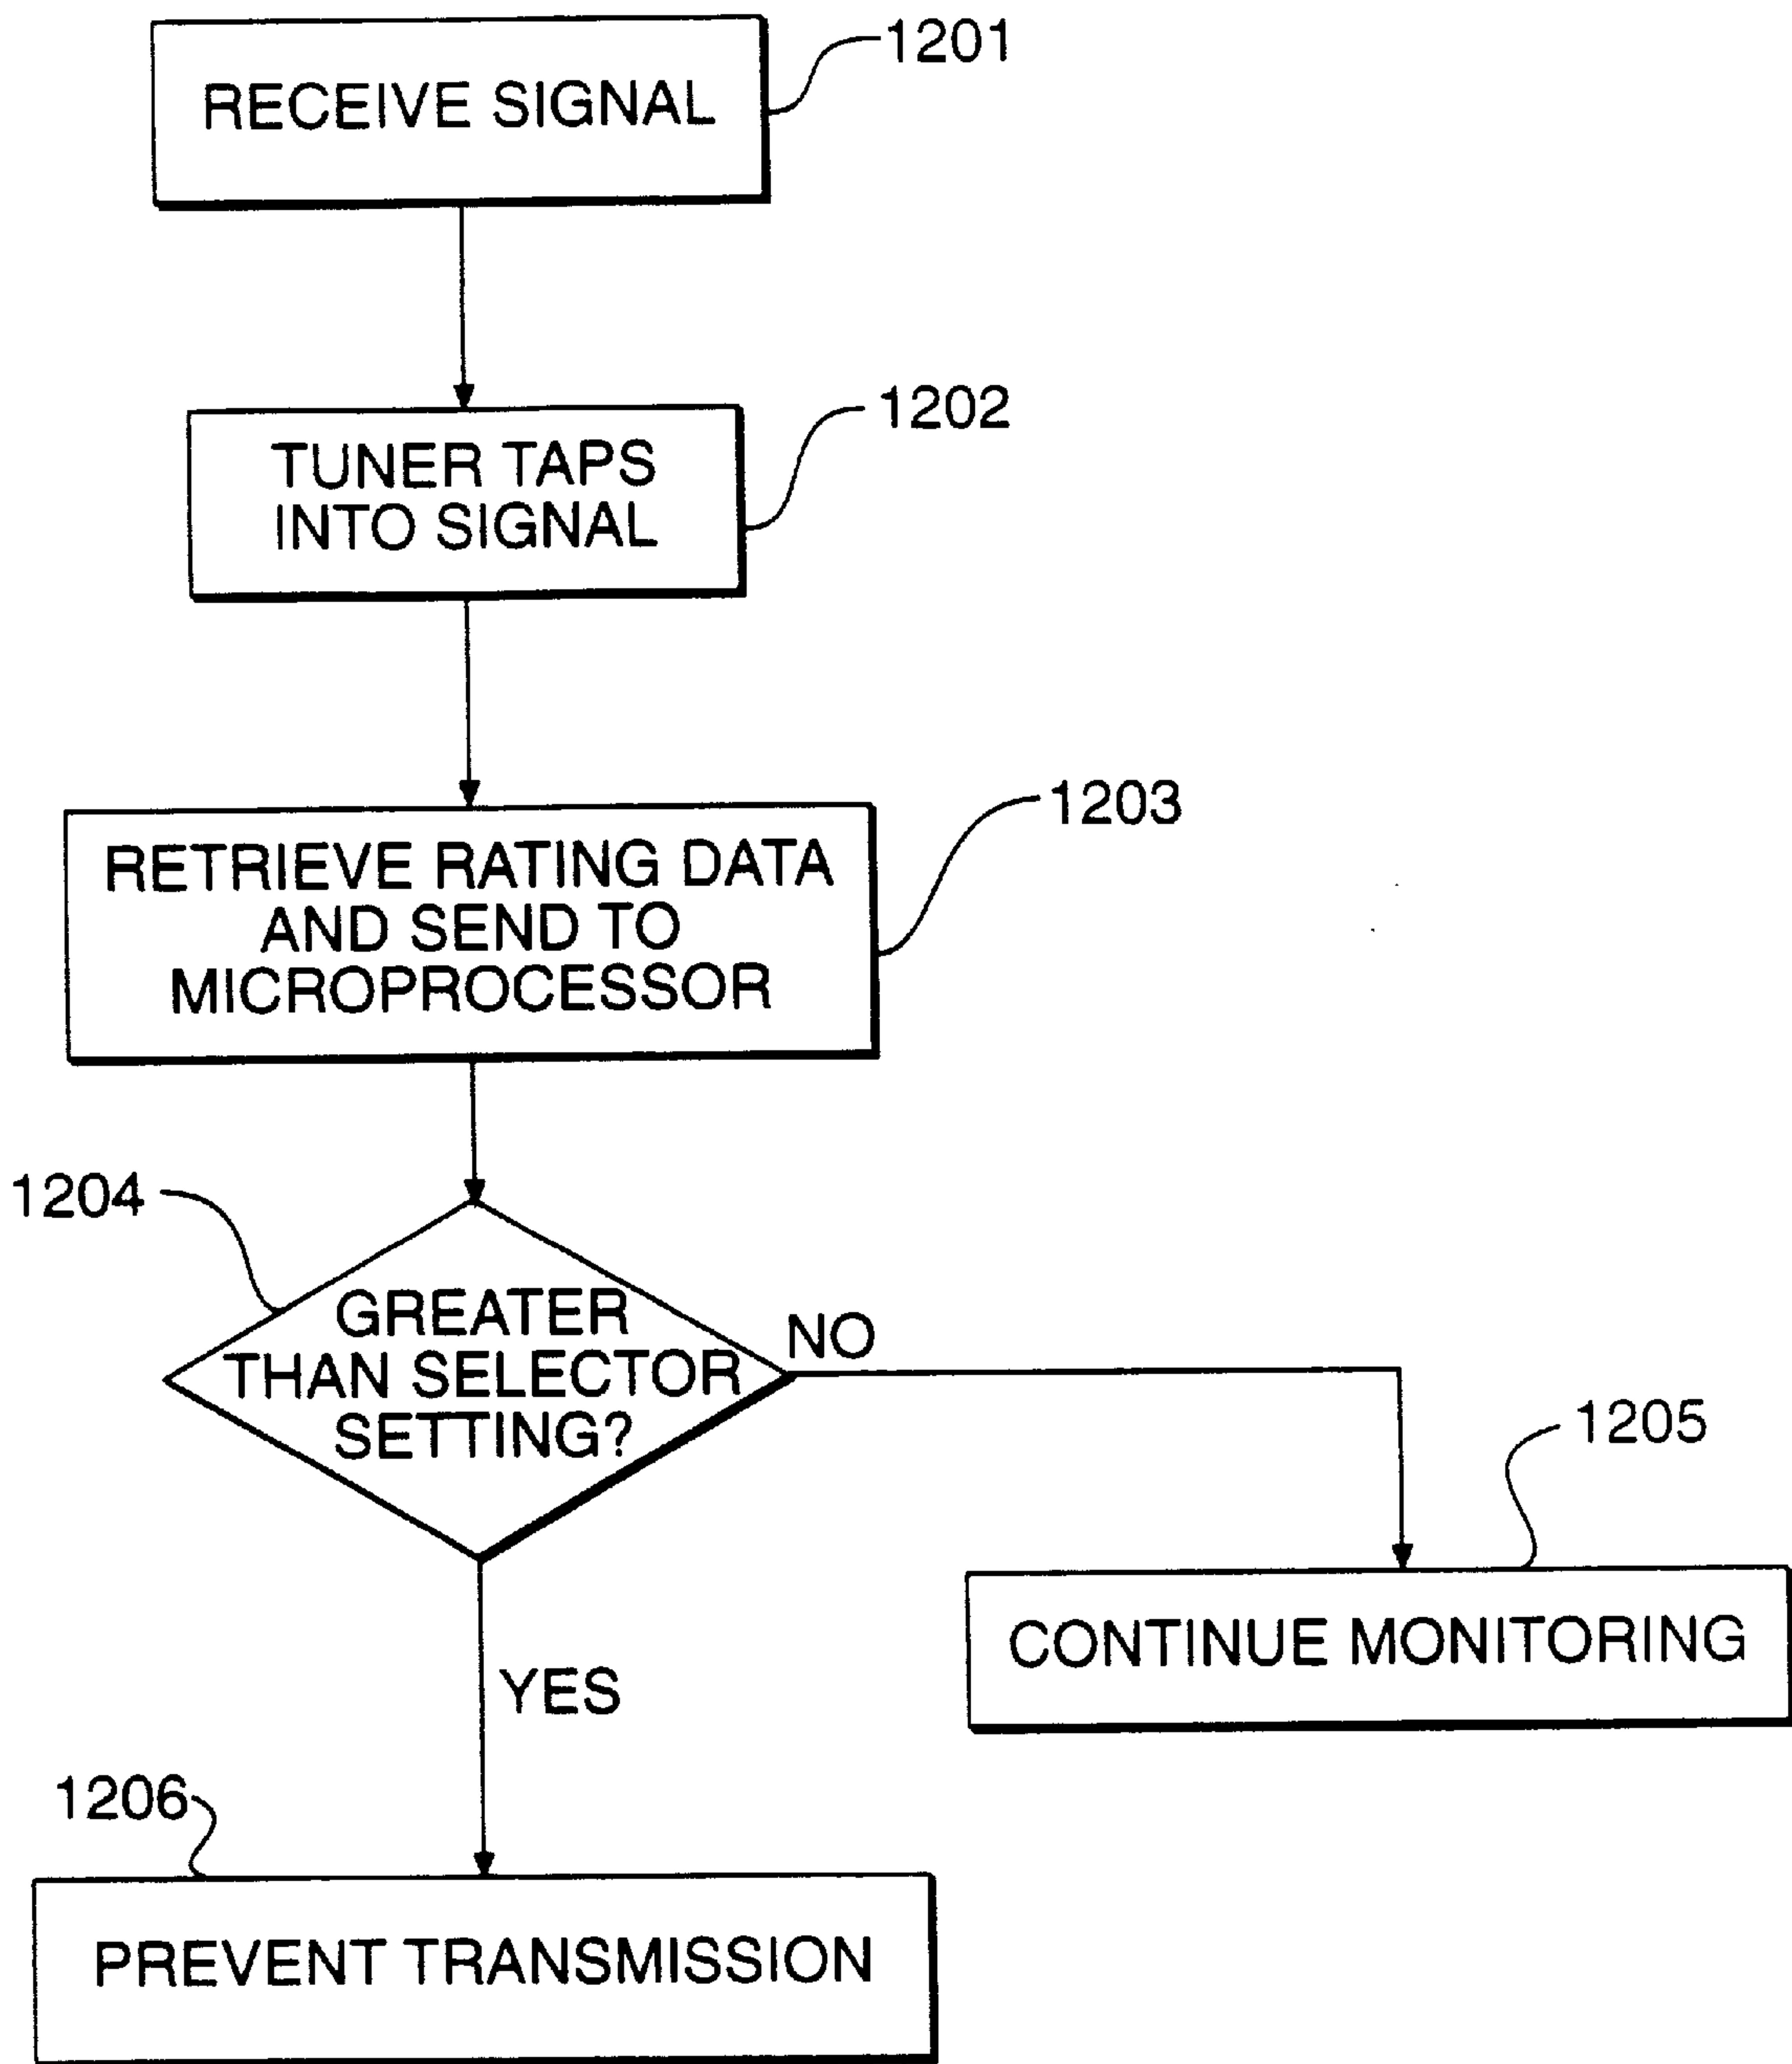 RECEIVE SIGNAL
1201
TUNER TAPS
INTO SIGNAL
1202
RETRIEVE RATING DATA
AND SEND TO
MICROPROCESSOR
1203
1204
GREATER
THAN SELECTOR
SETTING?
NO
1205
CONTINUE MONITORING
YES
1206
PREVENT TRANSMISSION